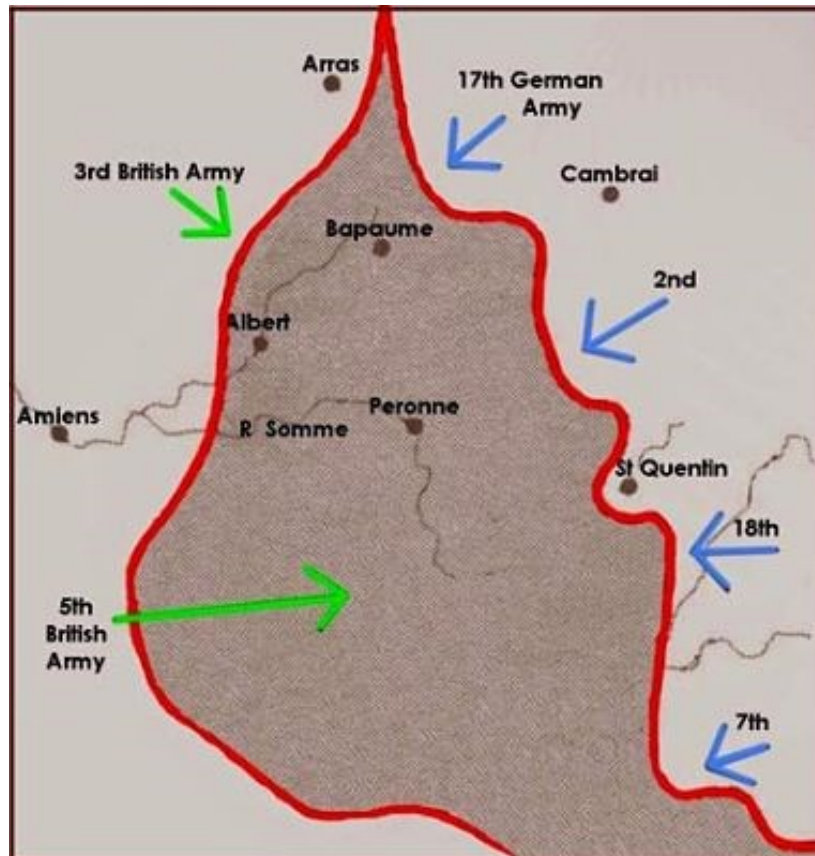 Arras
17th German
Army
3rd British Army
Cambrai
Bapaume
2nd
Albert
Amiens
Peronne
R Somme
St Quentin
18th
5th
British
Army
7th